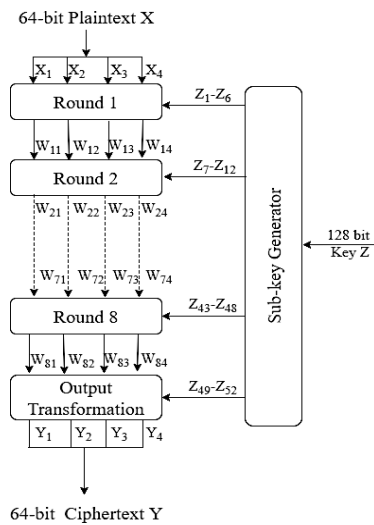 64-bit Plaintext X
X₁ X₂ X₃ X₄
Round 1
Z₁-Z₆
W₁₁ W₁₂ W₁₃ W₁₄
Round 2
Z₇-Z₁₂
W₂₁ W₂₂ W₂₃ W₂₄
Sub-key Generator
128 bit
Key Z
W₇₁ W₇₂ W₇₃ W₇₄
Round 8
Z₄₃-Z₄₈
W₈₁ W₈₂ W₈₃ W₈₄
Output
Transformation
Z₄₉-Z₅₂
Y₁ Y₂ Y₃ Y₄
64-bit Ciphertext Y